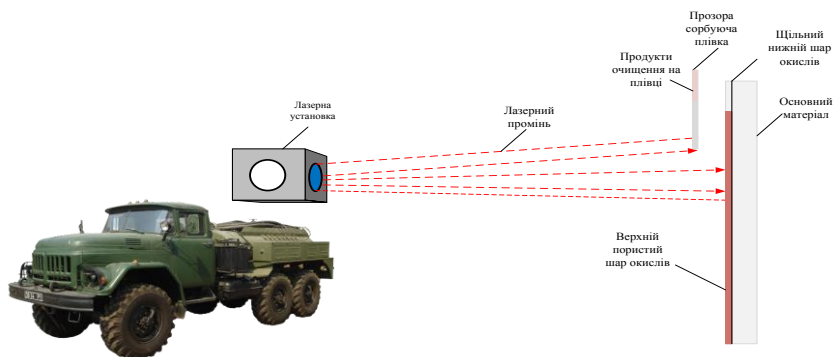 Прозора
сорбуюча
плівка
Щільний
нижній шар
окислів
Продукти
очищення на
плівці
Основний
матеріал
Лазерна
установка
Лазерний
промінь
Верхній
пористий
шар окислів